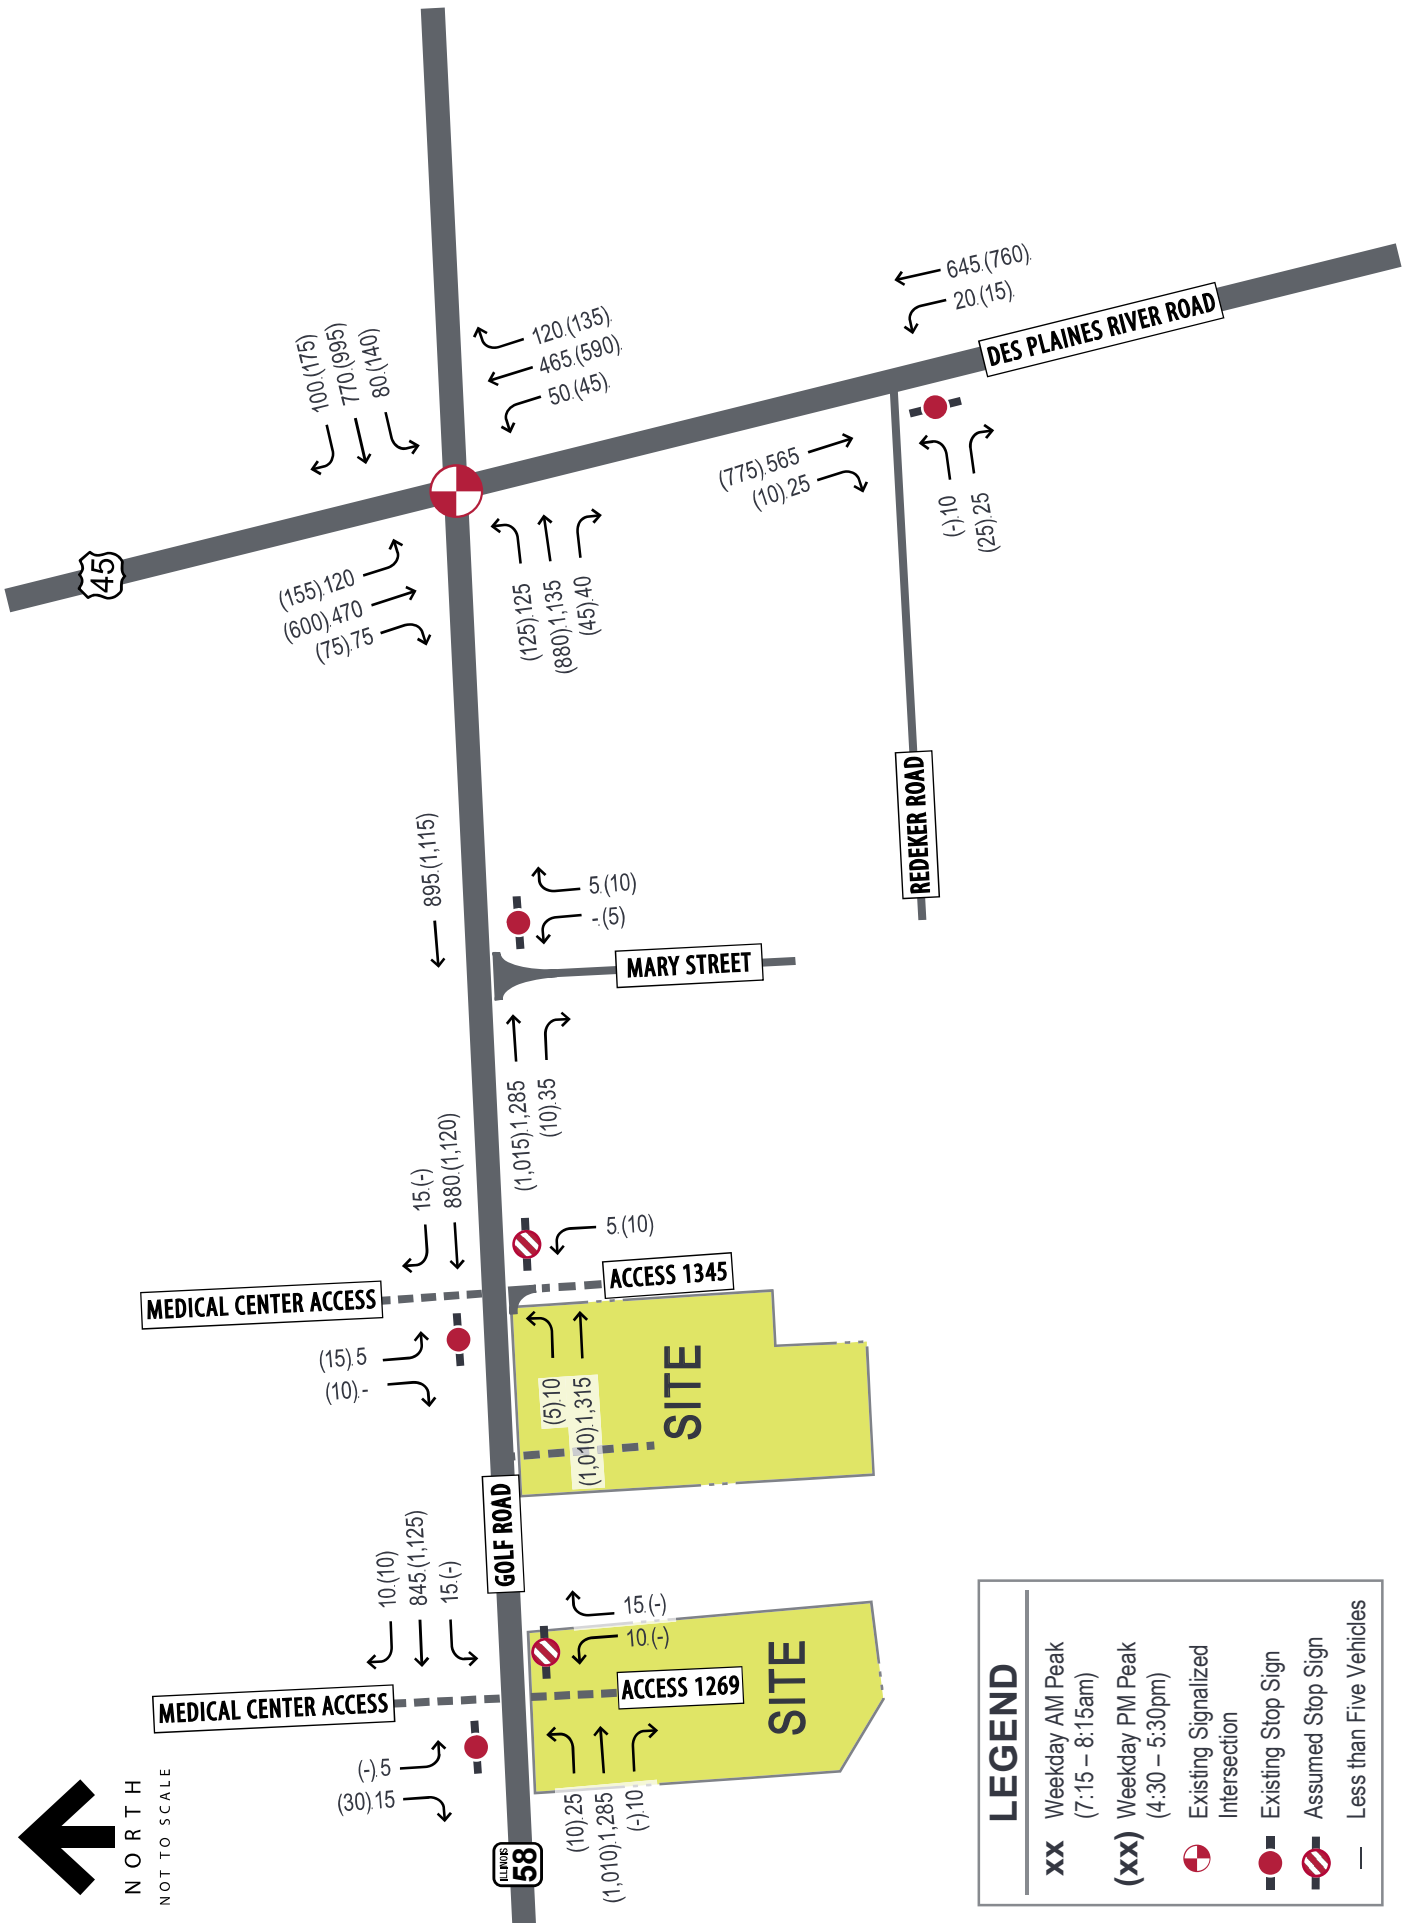 45
100.(175)
770.(995)
80.(140)
(155).120
(600).470
(75).75
120.(135).
465.(590).
50.(45).
(125).125
(880).1,135
(45).40
645.(760).
20.(15).
DES PLAINES RIVER ROAD
(775).565
(10).25
(-).10
(25).25
REDEKER ROAD
895.(1,115)
5.(10)
-.(5)
MARY STREET
(1,015).1,285
(10).35
15.(-)
880.(1,120)
MEDICAL CENTER ACCESS
(15).5
(10).-
5.(10)
ACCESS 1345
(5).10
(1,010).1,315
SITE
GOLF ROAD
10.(10)
845.(1,125)
15.(-)
MEDICAL CENTER ACCESS
(-).5
(30).15
15.(-)
10.(-)
ACCESS 1269
SITE
(10).25
(1,010).1,285
(-).10
ILLINOIS
58
NORTH
NOT TO SCALE
LEGEND
XX Weekday AM Peak
(7:15 – 8:15am)
(XX) Weekday PM Peak
(4:30 – 5:30pm)
Existing Signalized
Intersection
Existing Stop Sign
Assumed Stop Sign
— Less than Five Vehicles